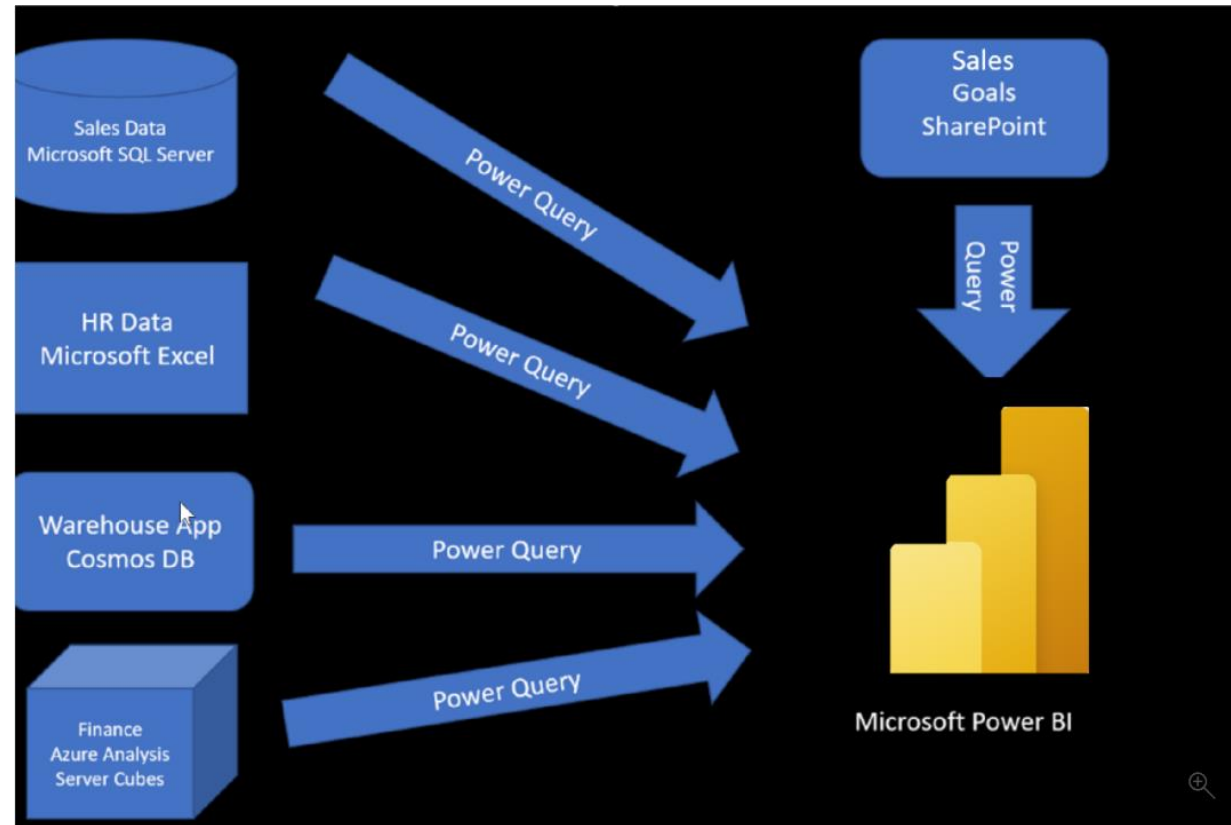 Sales Data
Microsoft SQL Server
Power Query
Sales
Goals
SharePoint
Power
Query
HR Data
Microsoft Excel
Power Query
Warehouse App
Cosmos DB
Power Query
Finance
Azure Analysis
Server Cubes
Power Query
Microsoft Power BI